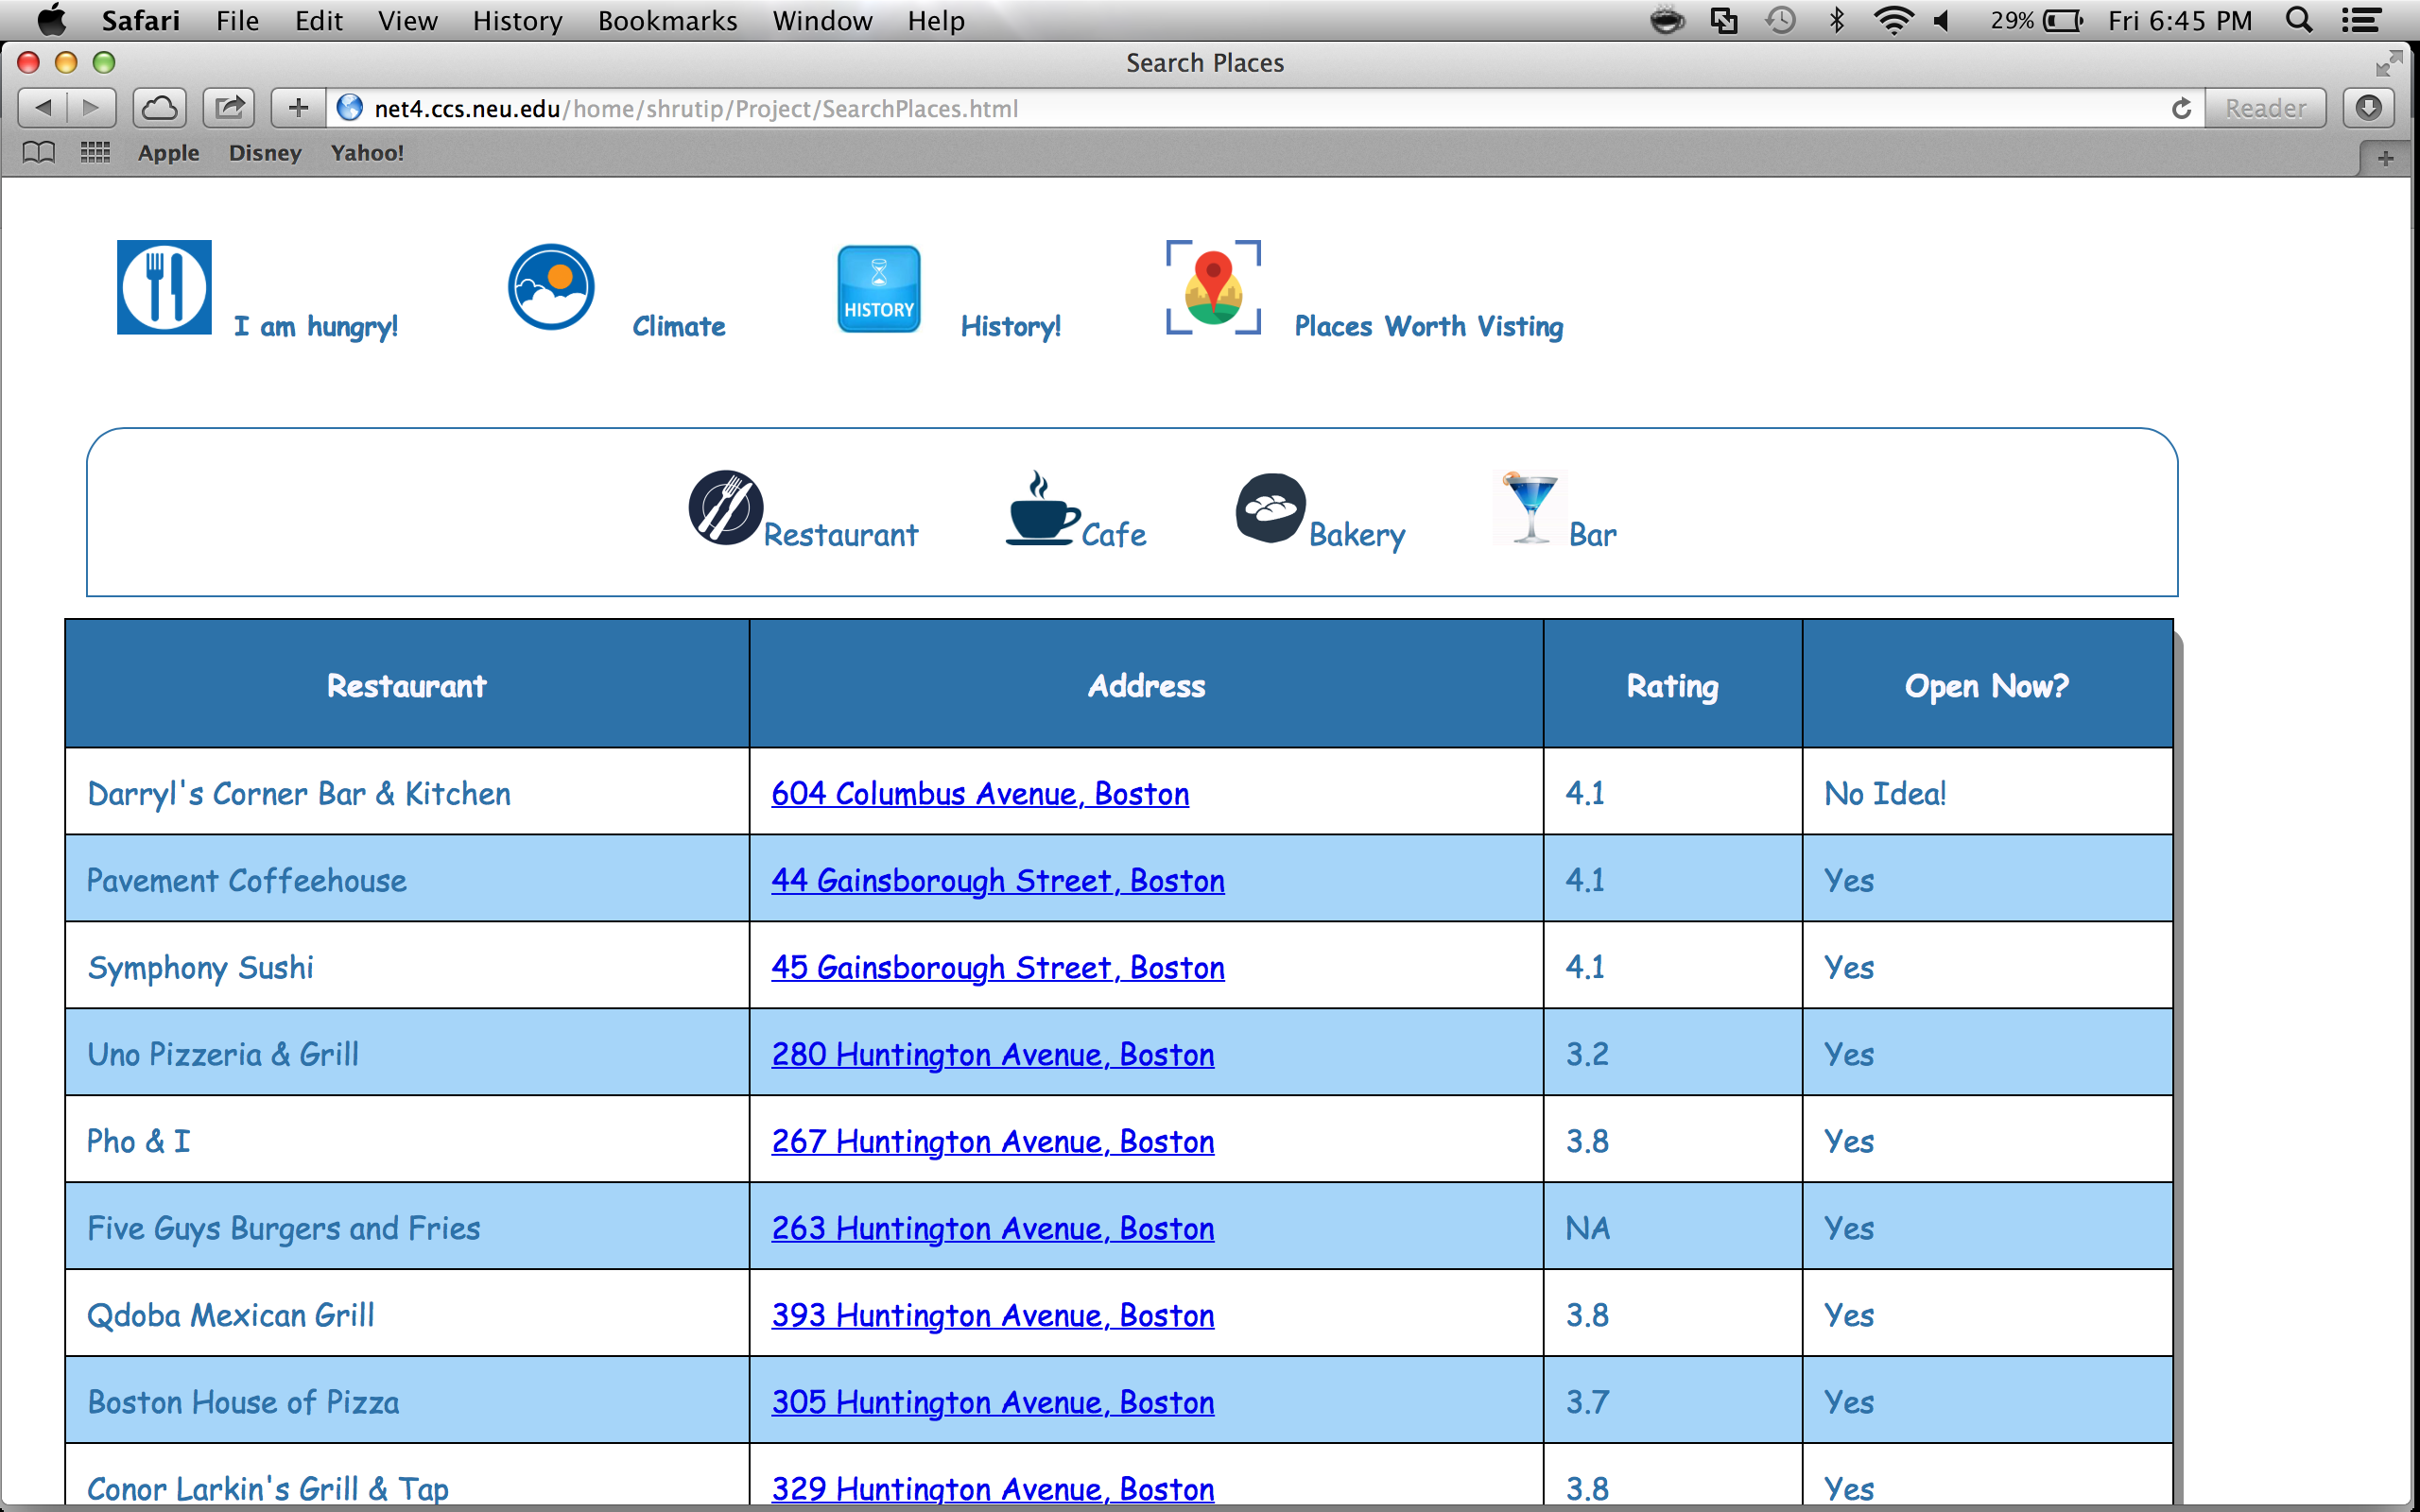 Safari File Edit View History Bookmarks Window Help 29% Fri 6:45 PM
Search Places
net4.ccs.neu.edu/home/shrutip/Project/SearchPlaces.html Reader
Apple Disney Yahoo!
HISTORY
I am hungry! Climate History! Places Worth Visting
Restaurant Cafe Bakery Bar
Restaurant Address Rating Open Now?
Darryl's Corner Bar & Kitchen 604 Columbus Avenue, Boston 4.1 No Idea!
Pavement Coffeehouse 44 Gainsborough Street, Boston 4.1 Yes
Symphony Sushi 45 Gainsborough Street, Boston 4.1 Yes
Uno Pizzeria & Grill 280 Huntington Avenue, Boston 3.2 Yes
Pho & I 267 Huntington Avenue, Boston 3.8 Yes
Five Guys Burgers and Fries 263 Huntington Avenue, Boston NA Yes
Qdoba Mexican Grill 393 Huntington Avenue, Boston 3.8 Yes
Boston House of Pizza 305 Huntington Avenue, Boston 3.7 Yes
Conor Larkin's Grill & Tap 329 Huntington Avenue, Boston 3.8 Yes